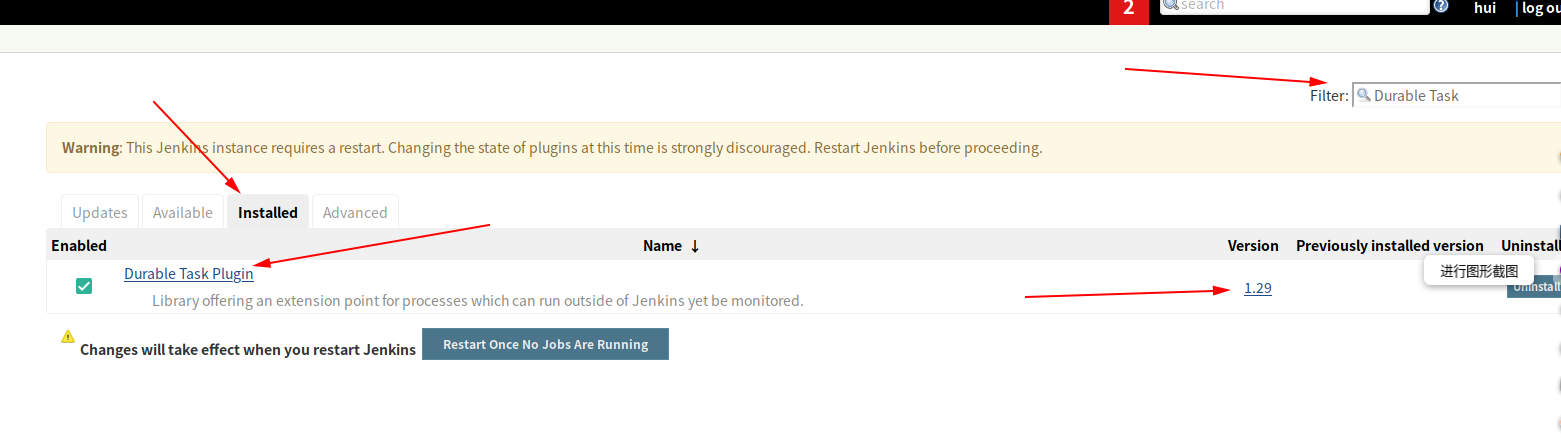 2
search
hui | log ou
Filter: Durable Task
Warning: This Jenkins instance requires a restart. Changing the state of plugins at this time is strongly discouraged. Restart Jenkins before proceeding.
Updates Available Installed Advanced
Enabled Name ↓ Version Previously installed version Uninstall
进行图形截图
Durable Task Plugin
Library offering an extension point for processes which can run outside of Jenkins yet be monitored.
1.29
Uninstall
Changes will take effect when you restart Jenkins
Restart Once No Jobs Are Running